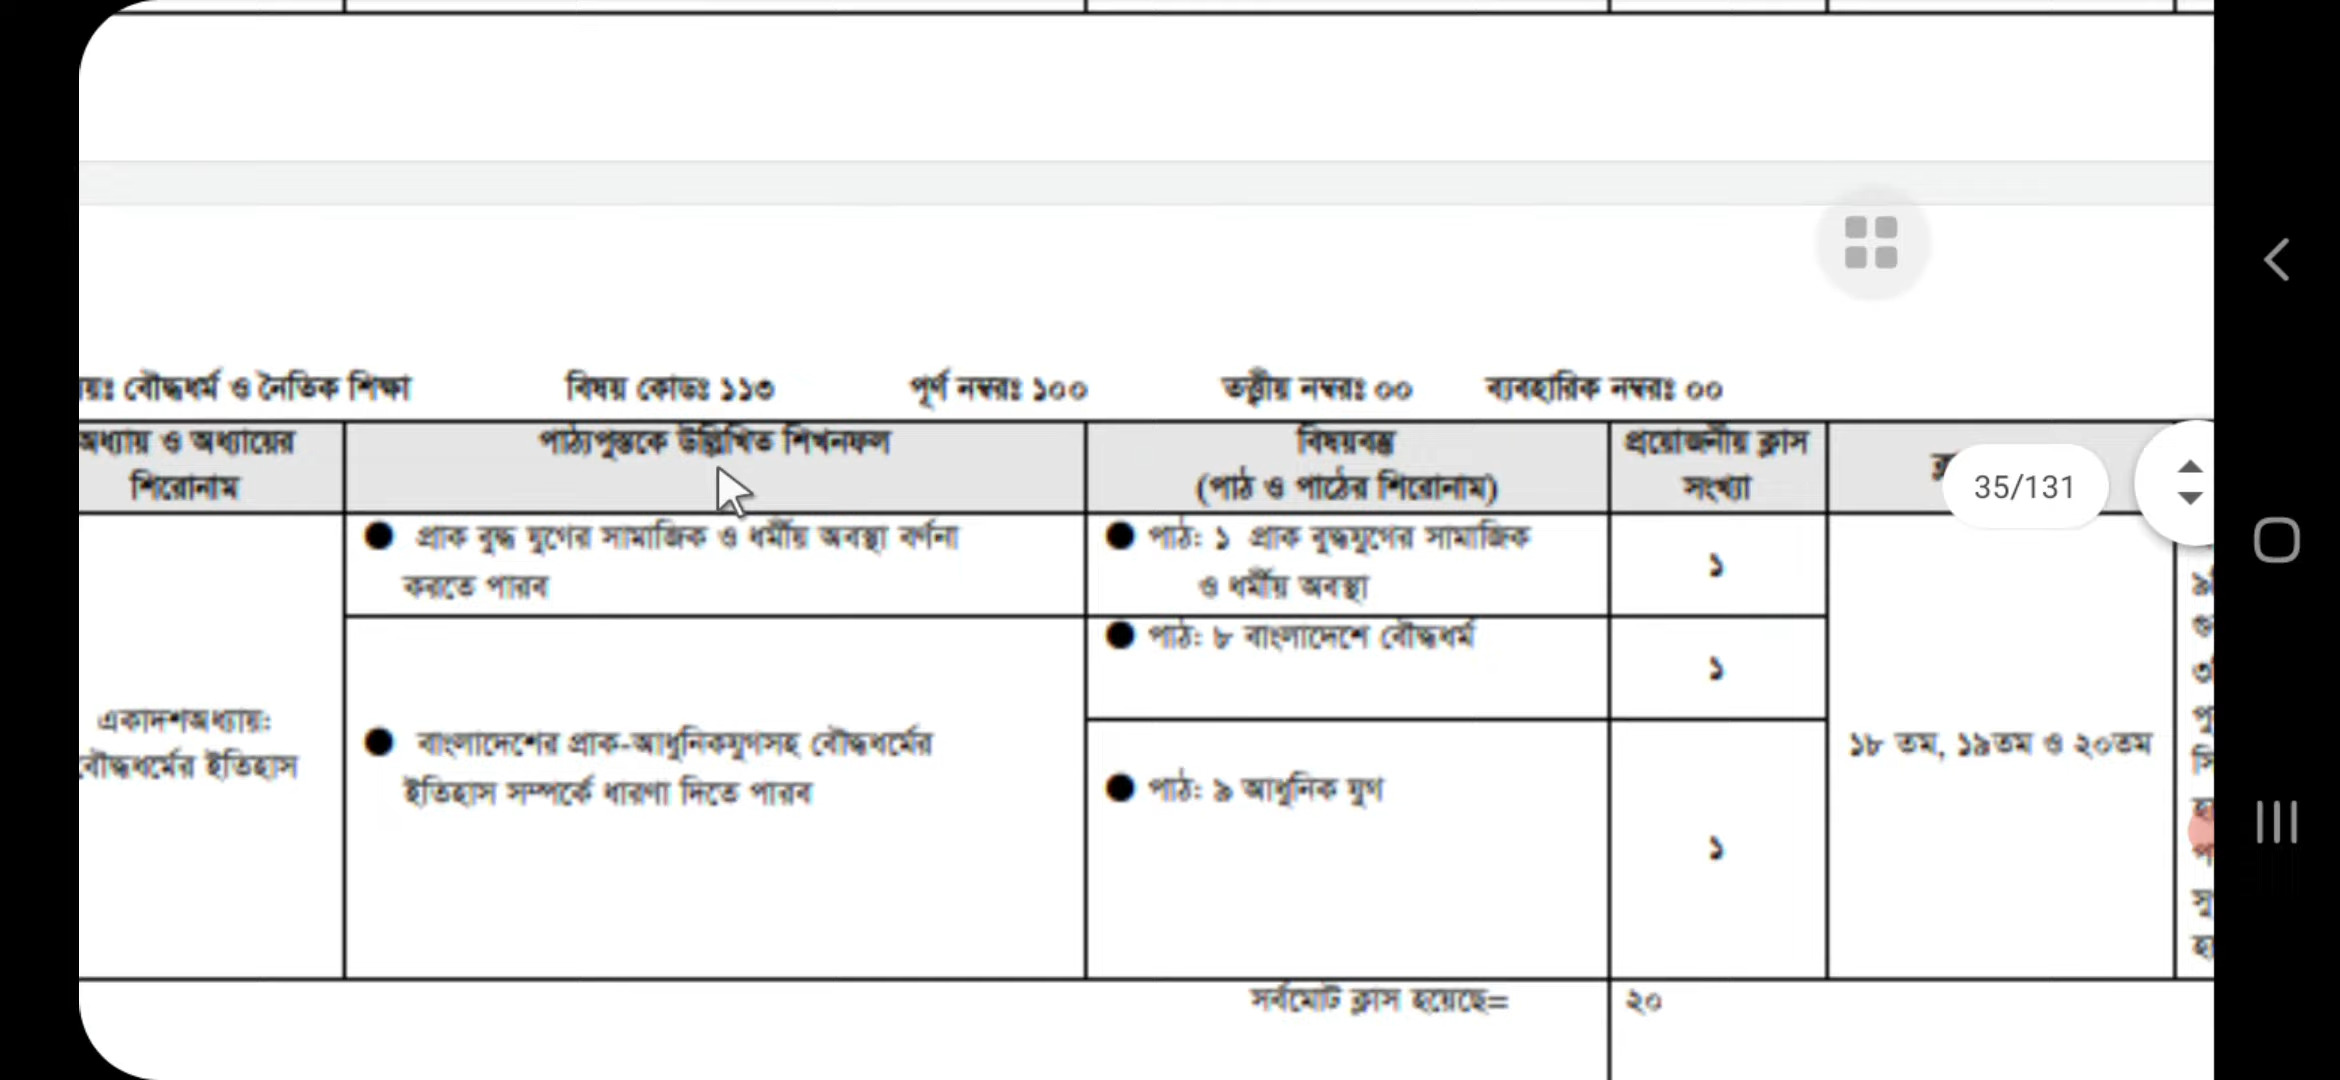 য়ঃ বৌদ্ধধর্ম ও নৈতিক শিক্ষা বিষয় কোডঃ ১১৩ পূর্ণ নম্বরঃ ১০০ তত্ত্বীয় নম্বরঃ ০০ ব্যবহারিক নম্বরঃ ০০
অধ্যায় ও অধ্যায়ের
শিরোনাম
পাঠ্যপুস্তকে উল্লিখিত শিখনফল
বিষয়বস্তু
(পাঠ ও পাঠের শিরোনাম)
প্রয়োজনীয় ক্লাস
সংখ্যা
35/131
একাদশঅধ্যায়:
বৌদ্ধধর্মের ইতিহাস
প্রাক বুদ্ধ যুগের সামাজিক ও ধর্মীয় অবস্থা বর্ণনা
করতে পারব
পাঠ: ১ প্রাক বুদ্ধযুগের সামাজিক
ও ধর্মীয় অবস্থা
১
বাংলাদেশের প্রাক-আধুনিকযুগসহ বৌদ্ধধর্মের
ইতিহাস সম্পর্কে ধারণা দিতে পারব
পাঠ: ৮ বাংলাদেশে বৌদ্ধধর্ম
১
পাঠ: ৯ আধুনিক যুগ
১
১৮ তম, ১৯তম ও ২০তম
সর্বমোট ক্লাস হয়েছে= ২০